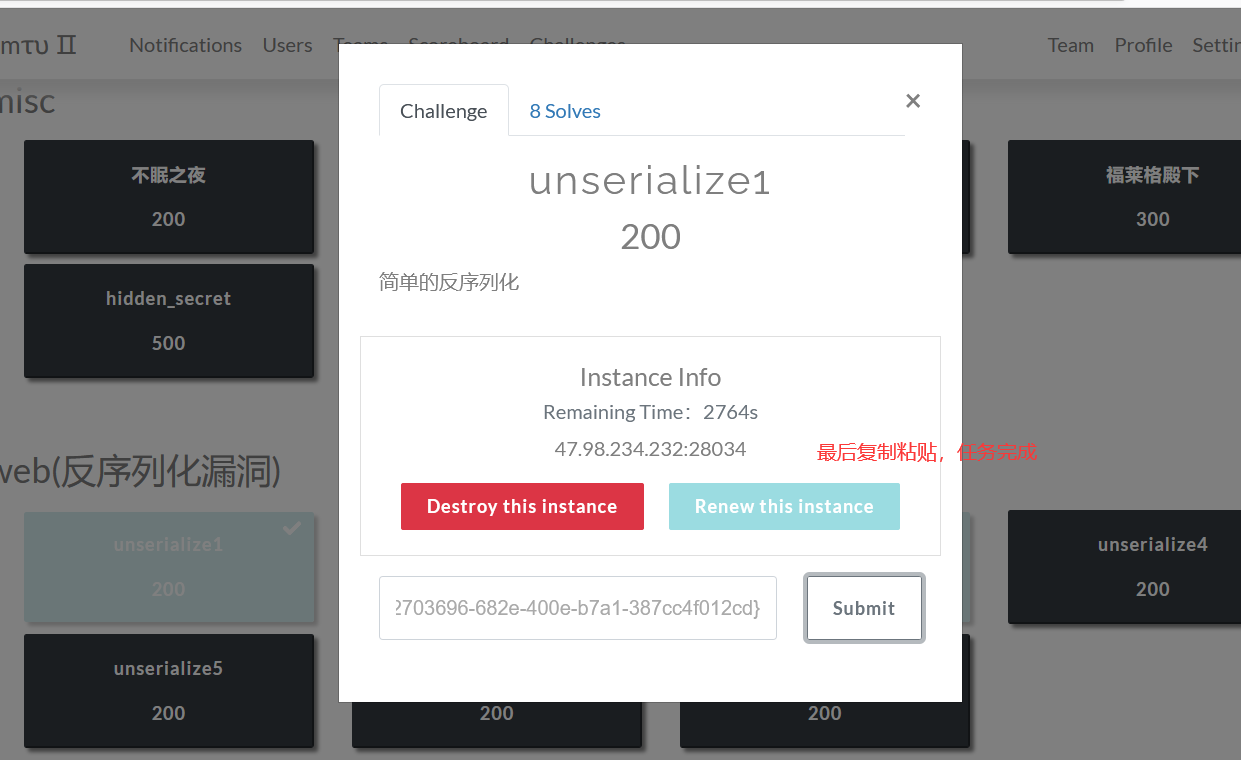 mτυ Ⅱ Notifications Users Teams Scoreboard Challenges Team Profile Settin
misc
不眠之夜
200
福莱格殿下
300
hidden_secret
500
web(反序列化漏洞)
unserialize1
200
unserialize4
200
unserialize5
200
200
200
Challenge 8 Solves ×
unserialize1
200
简单的反序列化
Instance Info
Remaining Time：2764s
47.98.234.232:28034
最后复制粘贴，任务完成
Destroy this instance Renew this instance
2703696-682e-400e-b7a1-387cc4f012cd} Submit